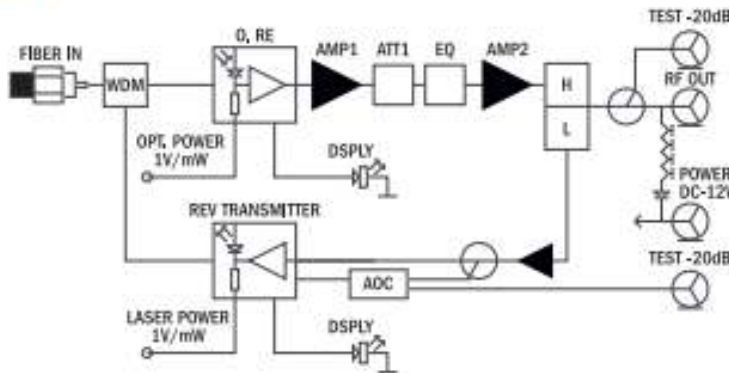 TEST -20dB
O, RE
FIBER IN
AMP1
ATT1
EQ
AMP2
RF OUT
WDM
H
L
OPT. POWER
1V/mW
DSPLY
POWER
DC-12V
REV TRANSMITTER
TEST -20dB
AOC
LASER POWER
1V/mW
DSPLY